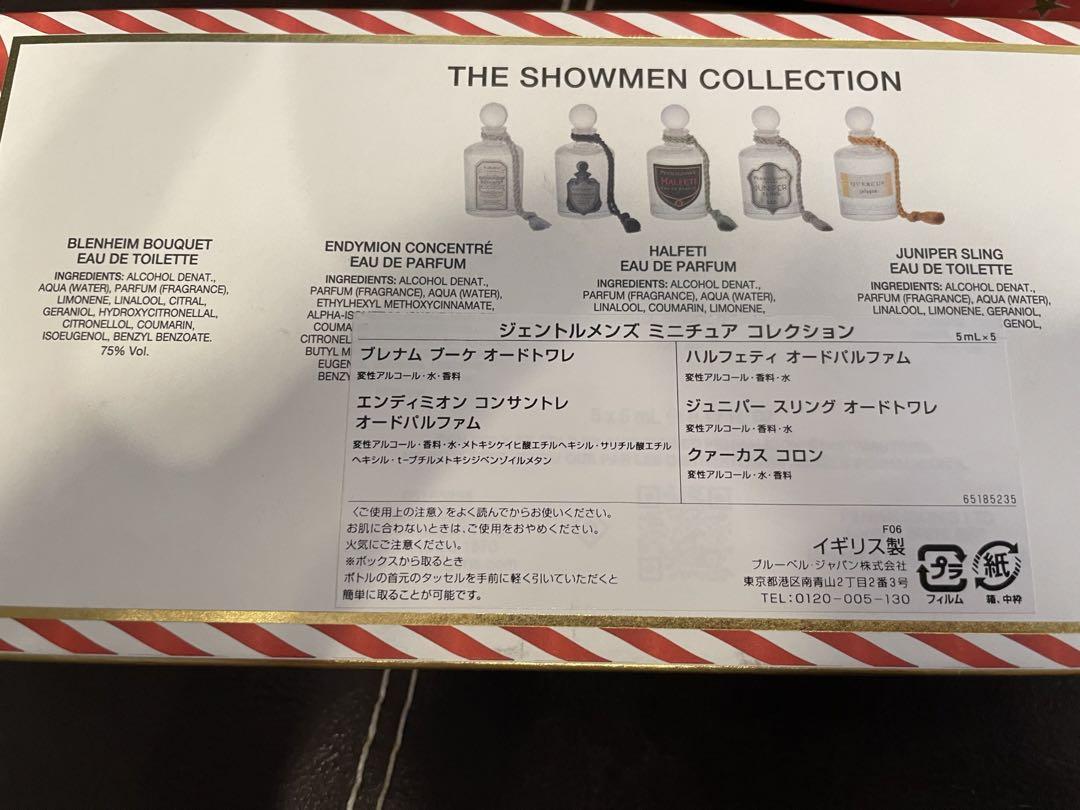 THE SHOWMEN COLLECTION
HALFETI
JUNIPER
QUERCUS
BLENHEIM BOUQUET
EAU DE TOILETTE
INGREDIENTS: ALCOHOL DENAT.,
AQUA (WATER), PARFUM (FRAGRANCE),
LIMONENE, LINALOOL, CITRAL,
GERANIOL, HYDROXYCITRONELLAL,
CITRONELLOL, COUMARIN,
ISOEUGENOL, BENZYL BENZOATE.
75% Vol.
ENDYMION CONCENTRÉ
EAU DE PARFUM
INGREDIENTS: ALCOHOL DENAT.,
PARFUM (FRAGRANCE), AQUA (WATER),
ETHYLHEXYL METHOXYCINNAMATE,
HALFETI
EAU DE PARFUM
INGREDIENTS: ALCOHOL DENAT.,
PARFUM (FRAGRANCE), AQUA (WATER),
LINALOOL, COUMARIN, LIMONENE,
JUNIPER SLING
EAU DE TOILETTE
INGREDIENTS: ALCOHOL DENAT.,
PARFUM (FRAGRANCE), AQUA (WATER),
LINALOOL, LIMONENE, GERANIOL,
ジェントルメンズ ミニチュア コレクション
5mL×5
ブレナム ブーケ オードトワレ
変性アルコール・水・香料
エンディミオン コンサントレ
オードパルファム
変性アルコール・香料・水・メトキシケイヒ酸エチルヘキシル・サリチル酸エチル
ヘキシル・t-ブチルメトキシジベンゾイルメタン
ハルフェティ オードパルファム
変性アルコール・香料・水
ジュニパー スリング オードトワレ
変性アルコール・香料・水
クァーカス コロン
変性アルコール・水・香料
65185235
〈ご使用上の注意〉をよく読んでからお使いください。
お肌に合わないときは、ご使用をおやめください。
火気にご注意ください。
※ボックスから取るとき
ボトルの首元のタッセルを手前に軽く引いていただくと
簡単に取ることが可能です。
F06
イギリス製
ブルーベル・ジャパン株式会社
東京都港区南青山2丁目2番3号
TEL:0120-005-130
プラ
フィルム
紙
箱、中枠